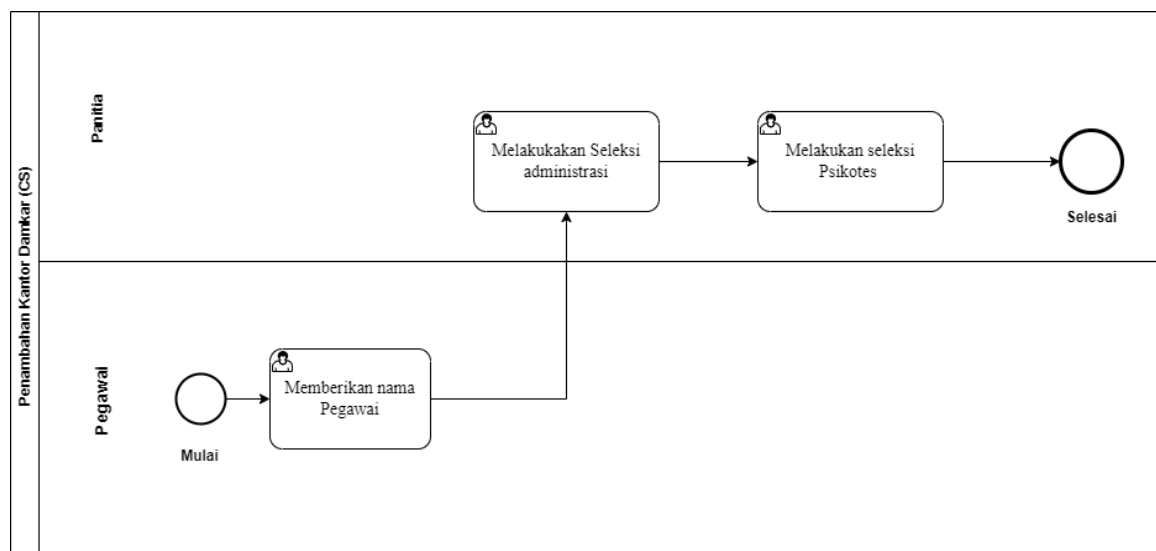 Penambahan Kantor Damkar (CS)
Panitia
Melakukakan Seleksi
administrasi
Melakukan seleksi
Psikotes
Selesai
Pegawai
Mulai
Memberikan nama
Pegawai